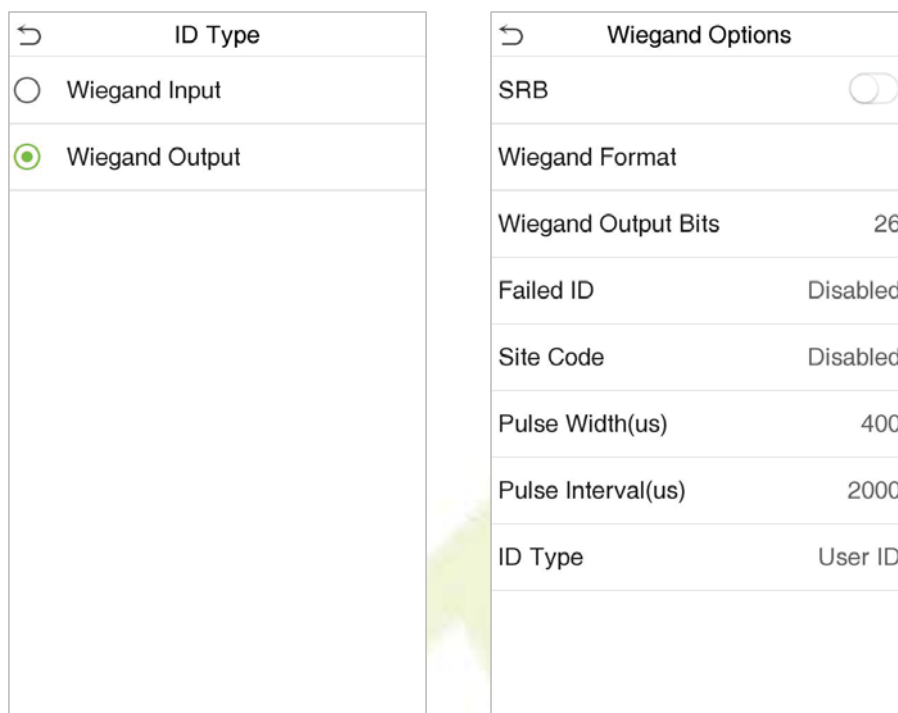 ID Type
Wiegand Input
Wiegand Output
Wiegand Options
SRB
Wiegand Format
Wiegand Output Bits 26
Failed ID Disabled
Site Code Disabled
Pulse Width(us) 400
Pulse Interval(us) 2000
ID Type User ID